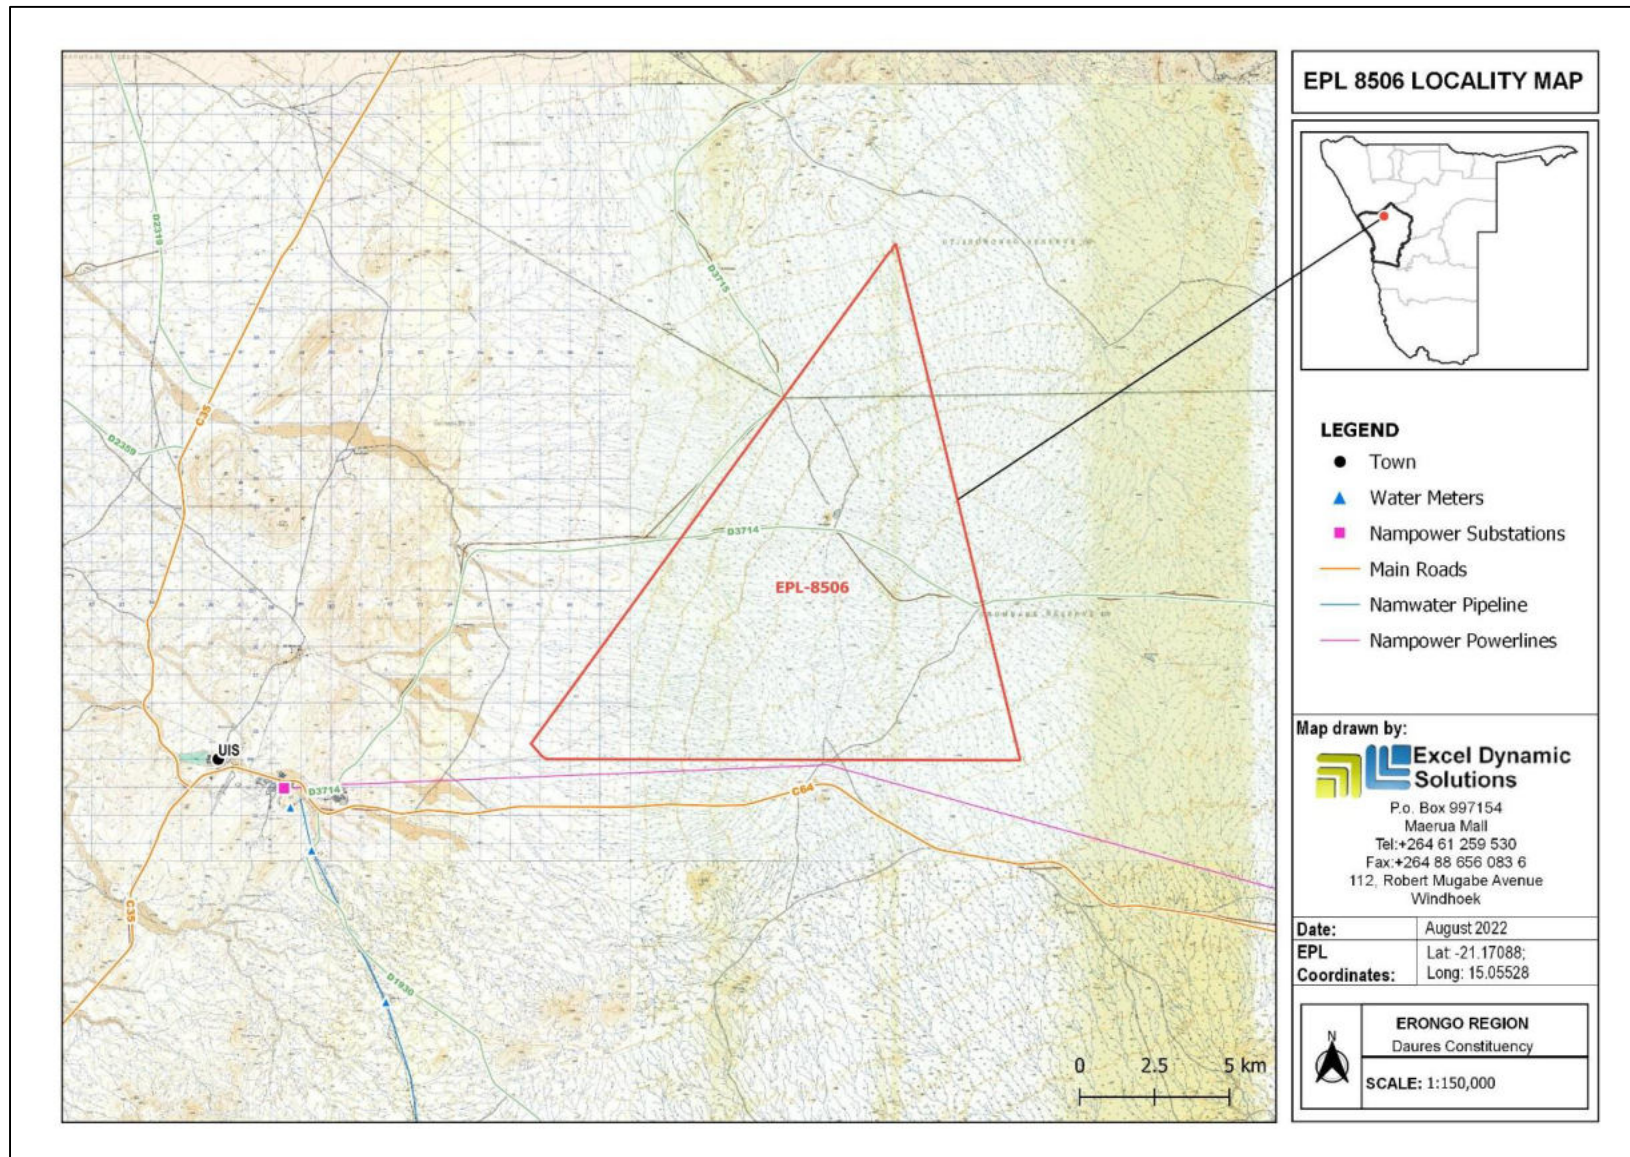 EPL 8506 LOCALITY MAP
D2319
C35
D2359
D3715
D3714
EPL-8506
UIS
D3714
C64
C35
D1930
0 2.5 5 km
LEGEND
Town
Water Meters
Nampower Substations
Main Roads
Namwater Pipeline
Nampower Powerlines
Map drawn by:
Excel Dynamic
Solutions
P.o. Box 997154
Maerua Mall
Tel:+264 61 259 530
Fax:+264 88 656 083 6
112, Robert Mugabe Avenue
Windhoek
Date: August 2022
EPL Lat: -21.17088;
Coordinates: Long: 15.05528
N
ERONGO REGION
Daures Constituency
SCALE: 1:150,000